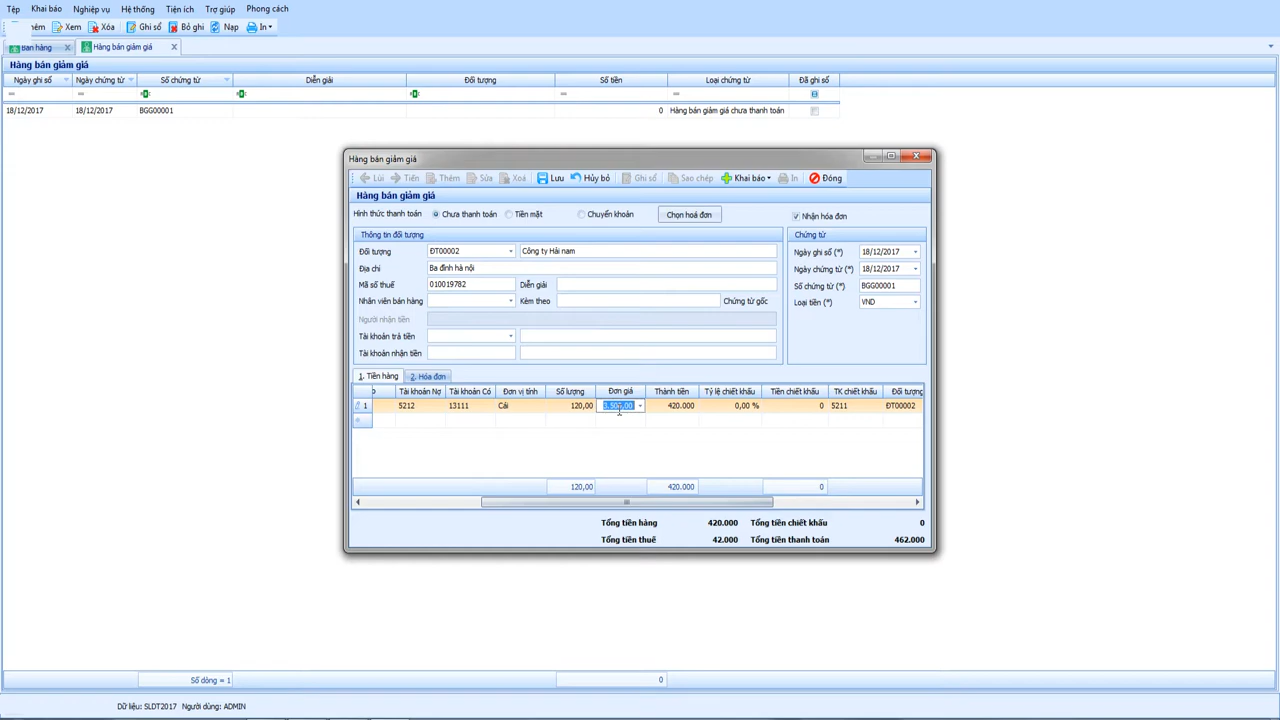 Tệp Khai báo Nghiệp vụ Hệ thống Tiện ích Trợ giúp Phong cách
Xem Xóa Ghi sổ Bỏ ghi Nạp In
Bán hàng Hàng bán giảm giá
Hàng bán giảm giá
Ngày ghi sổ Ngày chứng từ Số chứng từ Diễn giải Đối tượng Số tiền Loại chứng từ Đã ghi sổ
18/12/2017 18/12/2017 BGG00001 0 Hàng bán giảm giá chưa thanh toán
Hàng bán giảm giá
Lùi Tiến Thêm Sửa Xoá Lưu Hủy bỏ Ghi sổ Sao chép Khai báo In Đóng
Hàng bán giảm giá
Hình thức thanh toán Chưa thanh toán Tiền mặt Chuyển khoản Chọn hoá đơn Nhận hóa đơn
Thông tin đối tượng Chứng từ
Đối tượng ĐT00002 Công ty Hải nam Ngày ghi sổ (*) 18/12/2017
Địa chỉ Ba đình hà nội Ngày chứng từ (*) 18/12/2017
Mã số thuế 010019782 Diễn giải Số chứng từ (*) BGG00001
Nhân viên bán hàng Kèm theo Chứng từ gốc Loại tiền (*) VND
Người nhận tiền
Tài khoản trả tiền
Tài khoản nhận tiền
1. Tiền hàng 2. Hóa đơn
Tài khoản Nợ Tài khoản Có Đơn vị tính Số lượng Đơn giá Thành tiền Tỷ lệ chiết khấu Tiền chiết khấu TK chiết khấu Đối tượng
1 5212 13111 Cái 120,00 3.500,00 420.000 0,00 % 0 5211 ĐT00002
120,00 420.000 0
Tổng tiền hàng 420.000 Tổng tiền chiết khấu 0
Tổng tiền thuế 42.000 Tổng tiền thanh toán 462.000
Số dòng = 1 0
Dữ liệu: SLDT2017 Người dùng: ADMIN